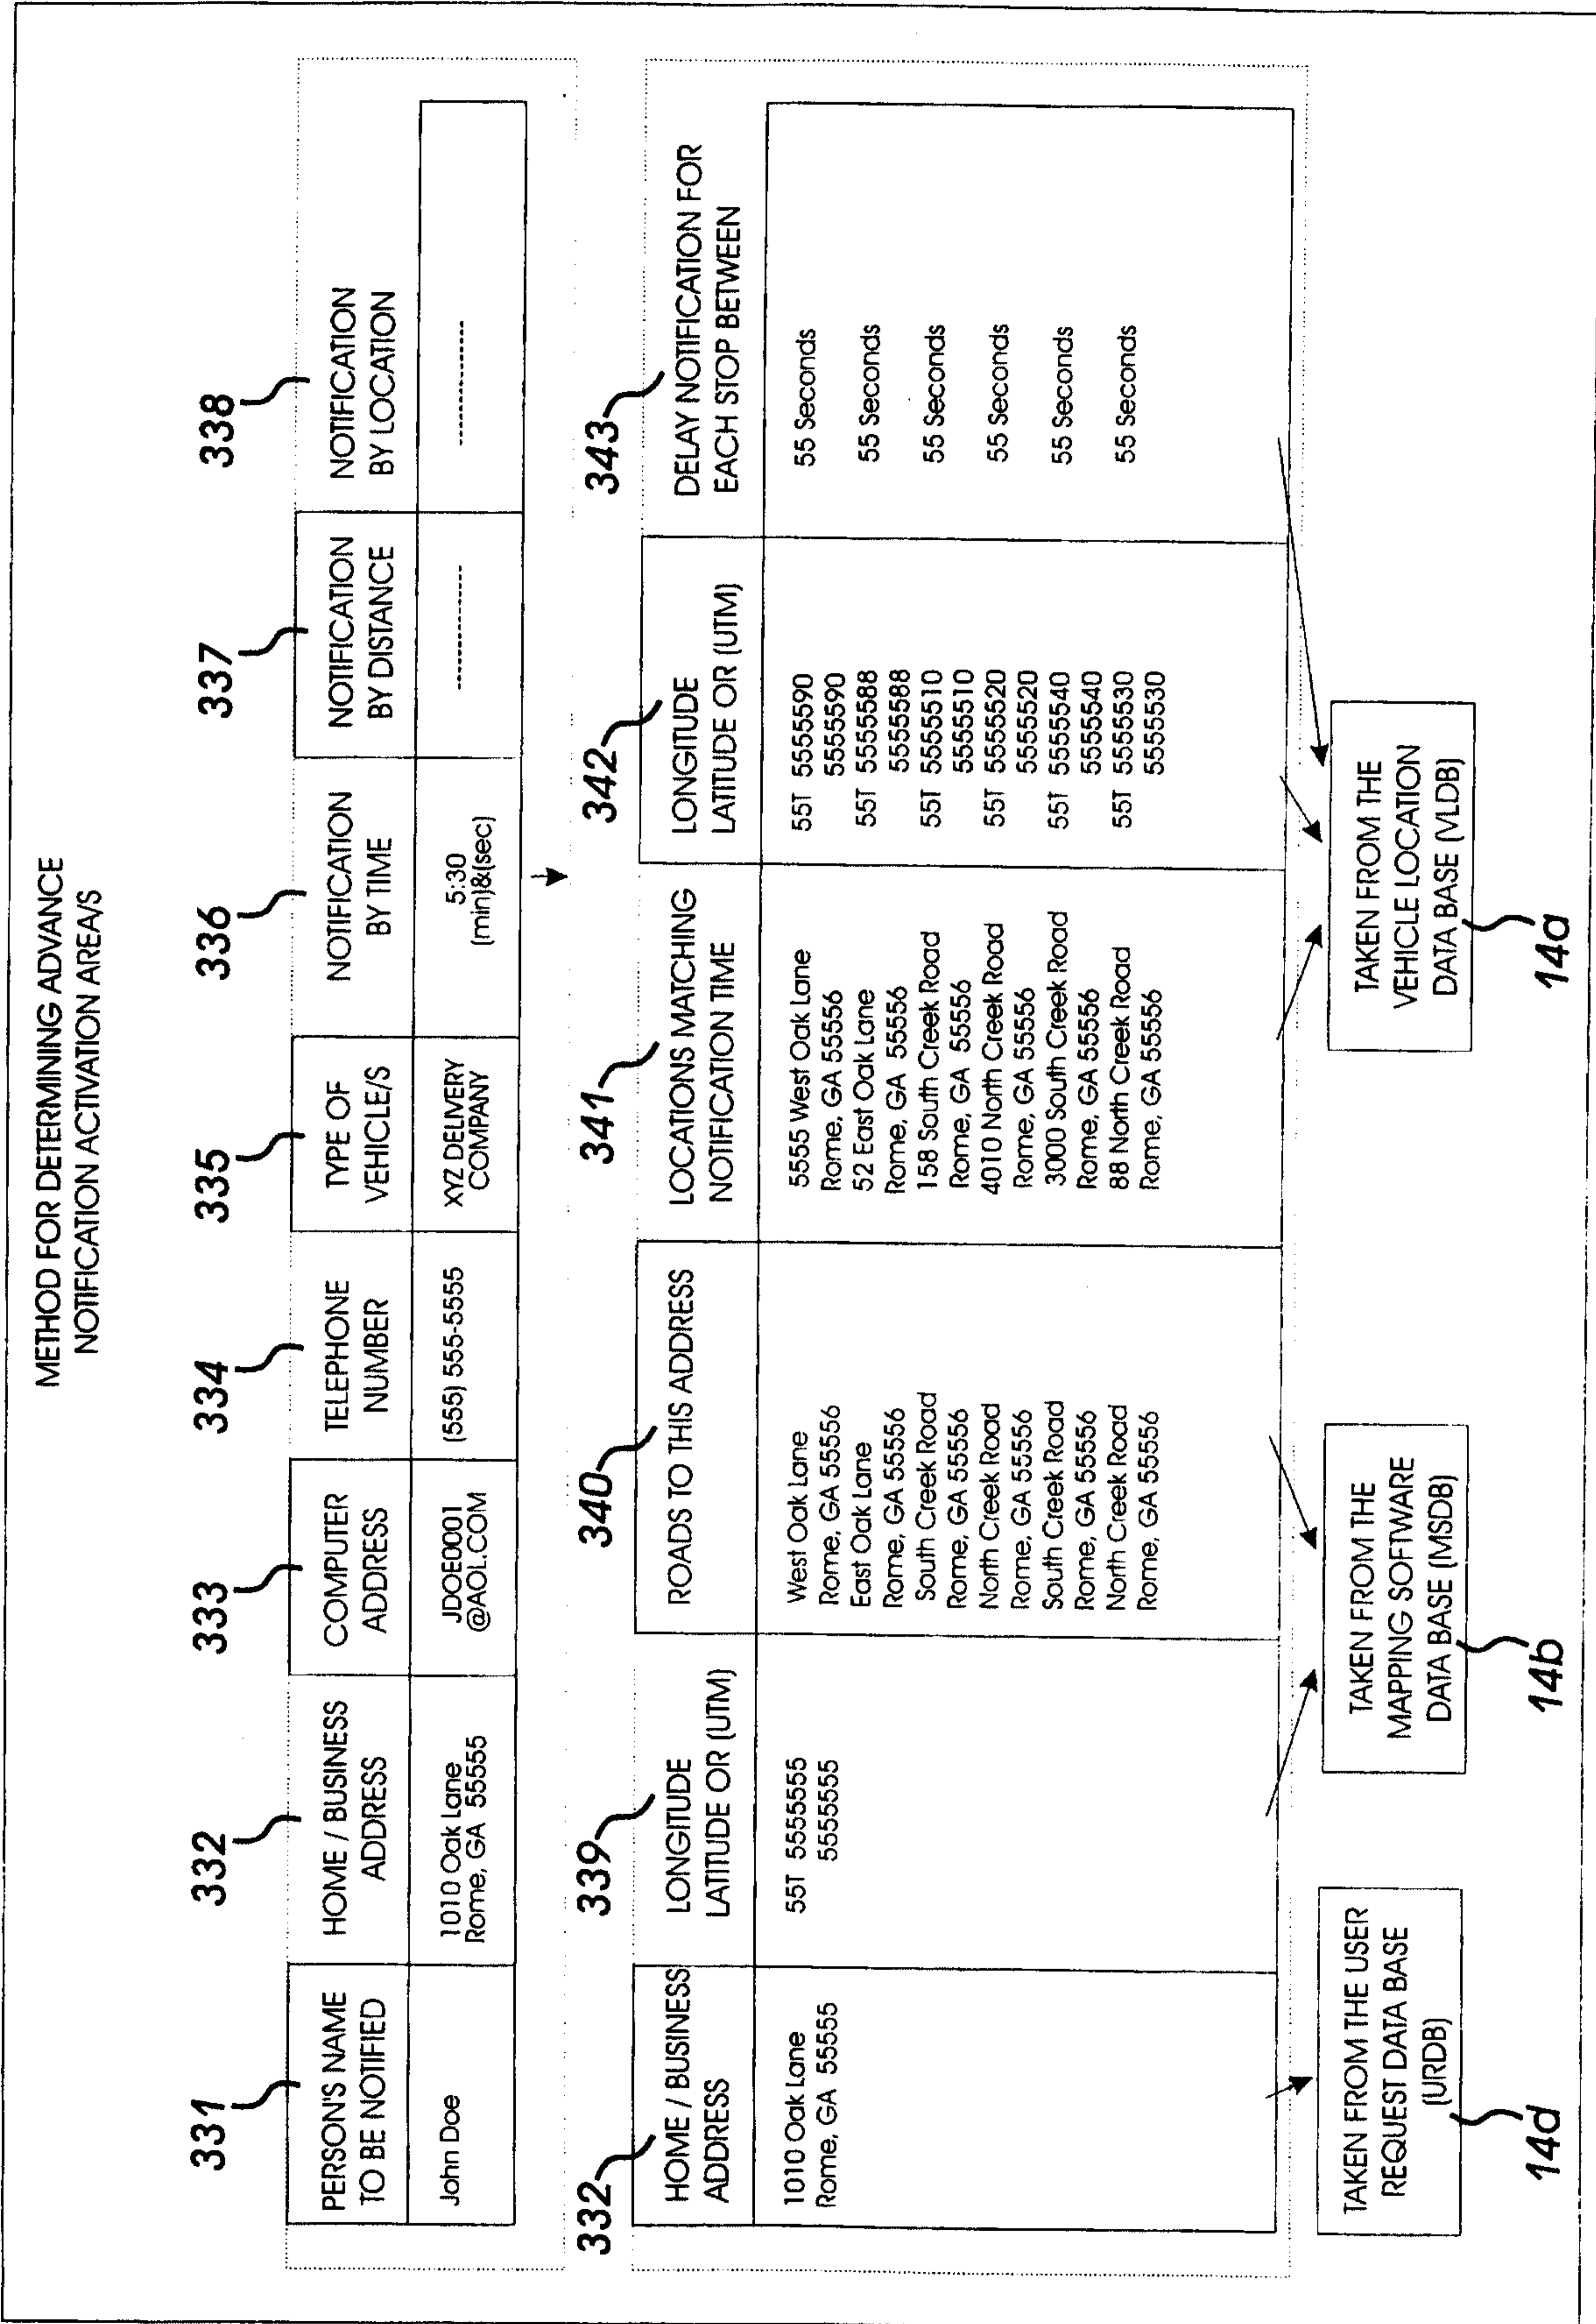 METHOD FOR DETERMINING ADVANCE
NOTIFICATION ACTIVATION AREA/S
331
332
333
334
335
336
337
338
PERSON'S NAME
TO BE NOTIFIED
HOME / BUSINESS
ADDRESS
COMPUTER
ADDRESS
TELEPHONE
NUMBER
TYPE OF
VEHICLE/S
NOTIFICATION
BY TIME
NOTIFICATION
BY DISTANCE
NOTIFICATION
BY LOCATION
John Doe
1010 Oak Lane
Rome, GA 55555
JDOE0001
@AOL.COM
(555) 555-5555
XYZ DELIVERY
COMPANY
5:30
(min)&(sec)
--------------
--------------
332
339
340
341
342
343
HOME / BUSINESS
ADDRESS
LONGITUDE
LATITUDE OR (UTM)
ROADS TO THIS ADDRESS
LOCATIONS MATCHING
NOTIFICATION TIME
LONGITUDE
LATITUDE OR (UTM)
DELAY NOTIFICATION FOR
EACH STOP BETWEEN
1010 Oak Lane
Rome, GA 55555
55T 5555555
5555555
West Oak Lane
Rome, GA 55556
East Oak Lane
Rome, GA 55556
South Creek Road
Rome, GA 55556
North Creek Road
Rome, GA 55556
South Creek Road
Rome, GA 55556
North Creek Road
Rome, GA 55556
5555 West Oak Lane
Rome, GA 55556
52 East Oak Lane
Rome, GA 55556
158 South Creek Road
Rome, GA 55556
4010 North Creek Road
Rome, GA 55556
3000 South Creek Road
Rome, GA 55556
88 North Creek Road
Rome, GA 55556
55T 5555590
5555590
55T 5555588
5555588
55T 5555510
5555510
55T 5555520
5555520
55T 5555540
5555540
55T 5555530
5555530
55 Seconds
55 Seconds
55 Seconds
55 Seconds
55 Seconds
55 Seconds
TAKEN FROM THE USER
REQUEST DATA BASE
(URDB)
14d
TAKEN FROM THE
MAPPING SOFTWARE
DATA BASE (MSDB)
14b
TAKEN FROM THE
VEHICLE LOCATION
DATA BASE (VLDB)
14a